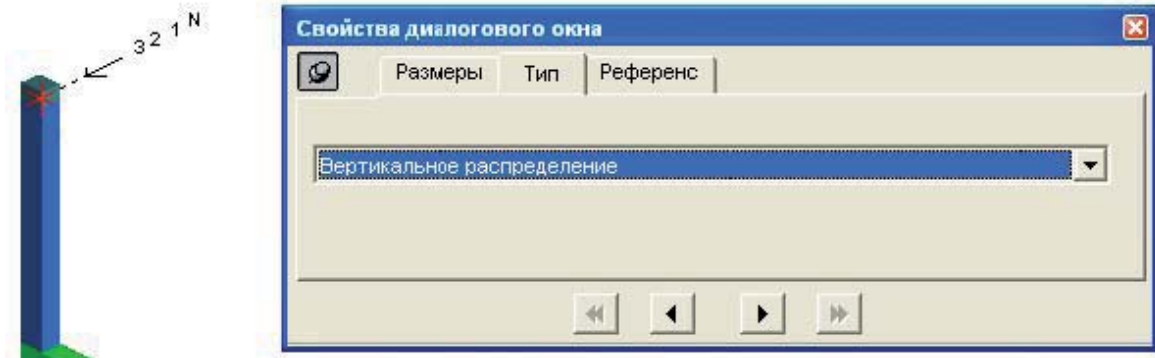 3 2 1 N
Свойства диалогового окна
Размеры Тип Референс
Вертикальное распределение